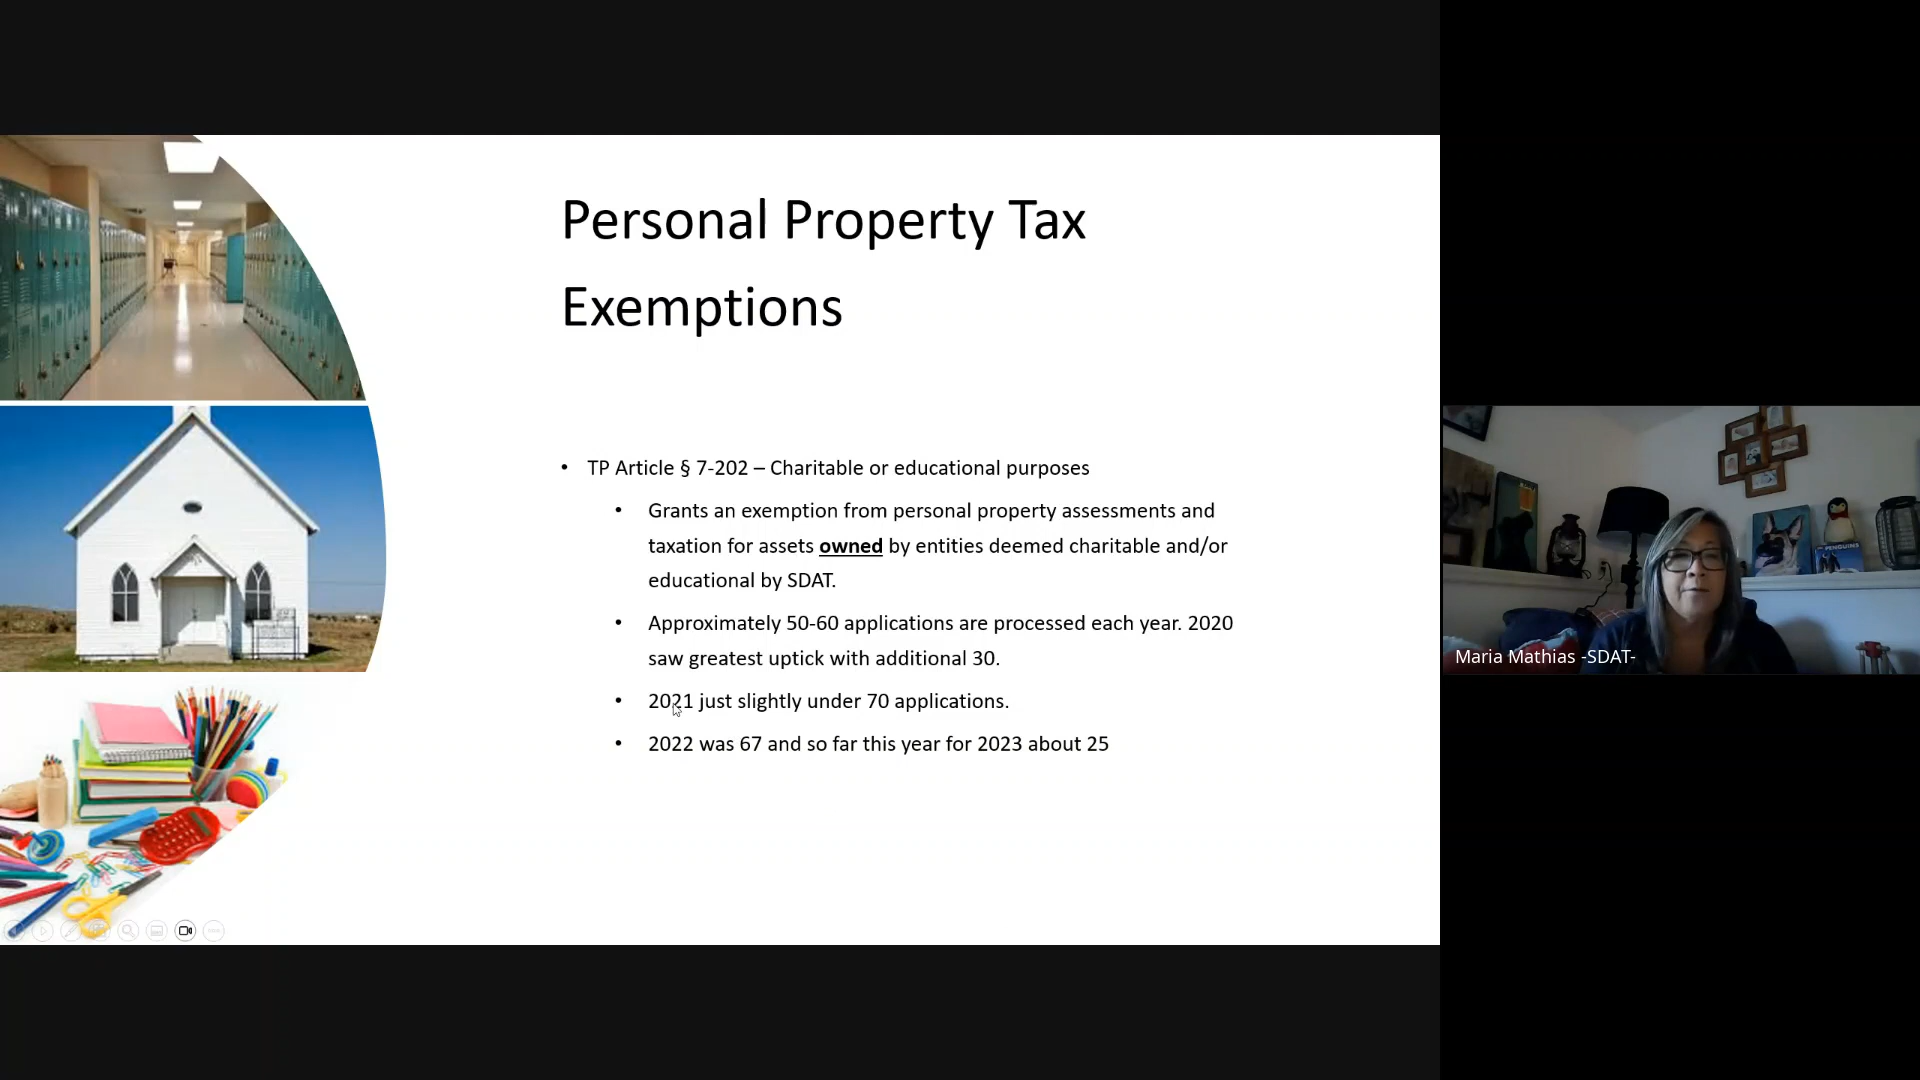 Personal Property Tax
Exemptions
• TP Article § 7-202 – Charitable or educational purposes
• Grants an exemption from personal property assessments and
taxation for assets owned by entities deemed charitable and/or
educational by SDAT.
• Approximately 50-60 applications are processed each year. 2020
saw greatest uptick with additional 30.
• 2021 just slightly under 70 applications.
• 2022 was 67 and so far this year for 2023 about 25
PENGUINS
Maria Mathias -SDAT-